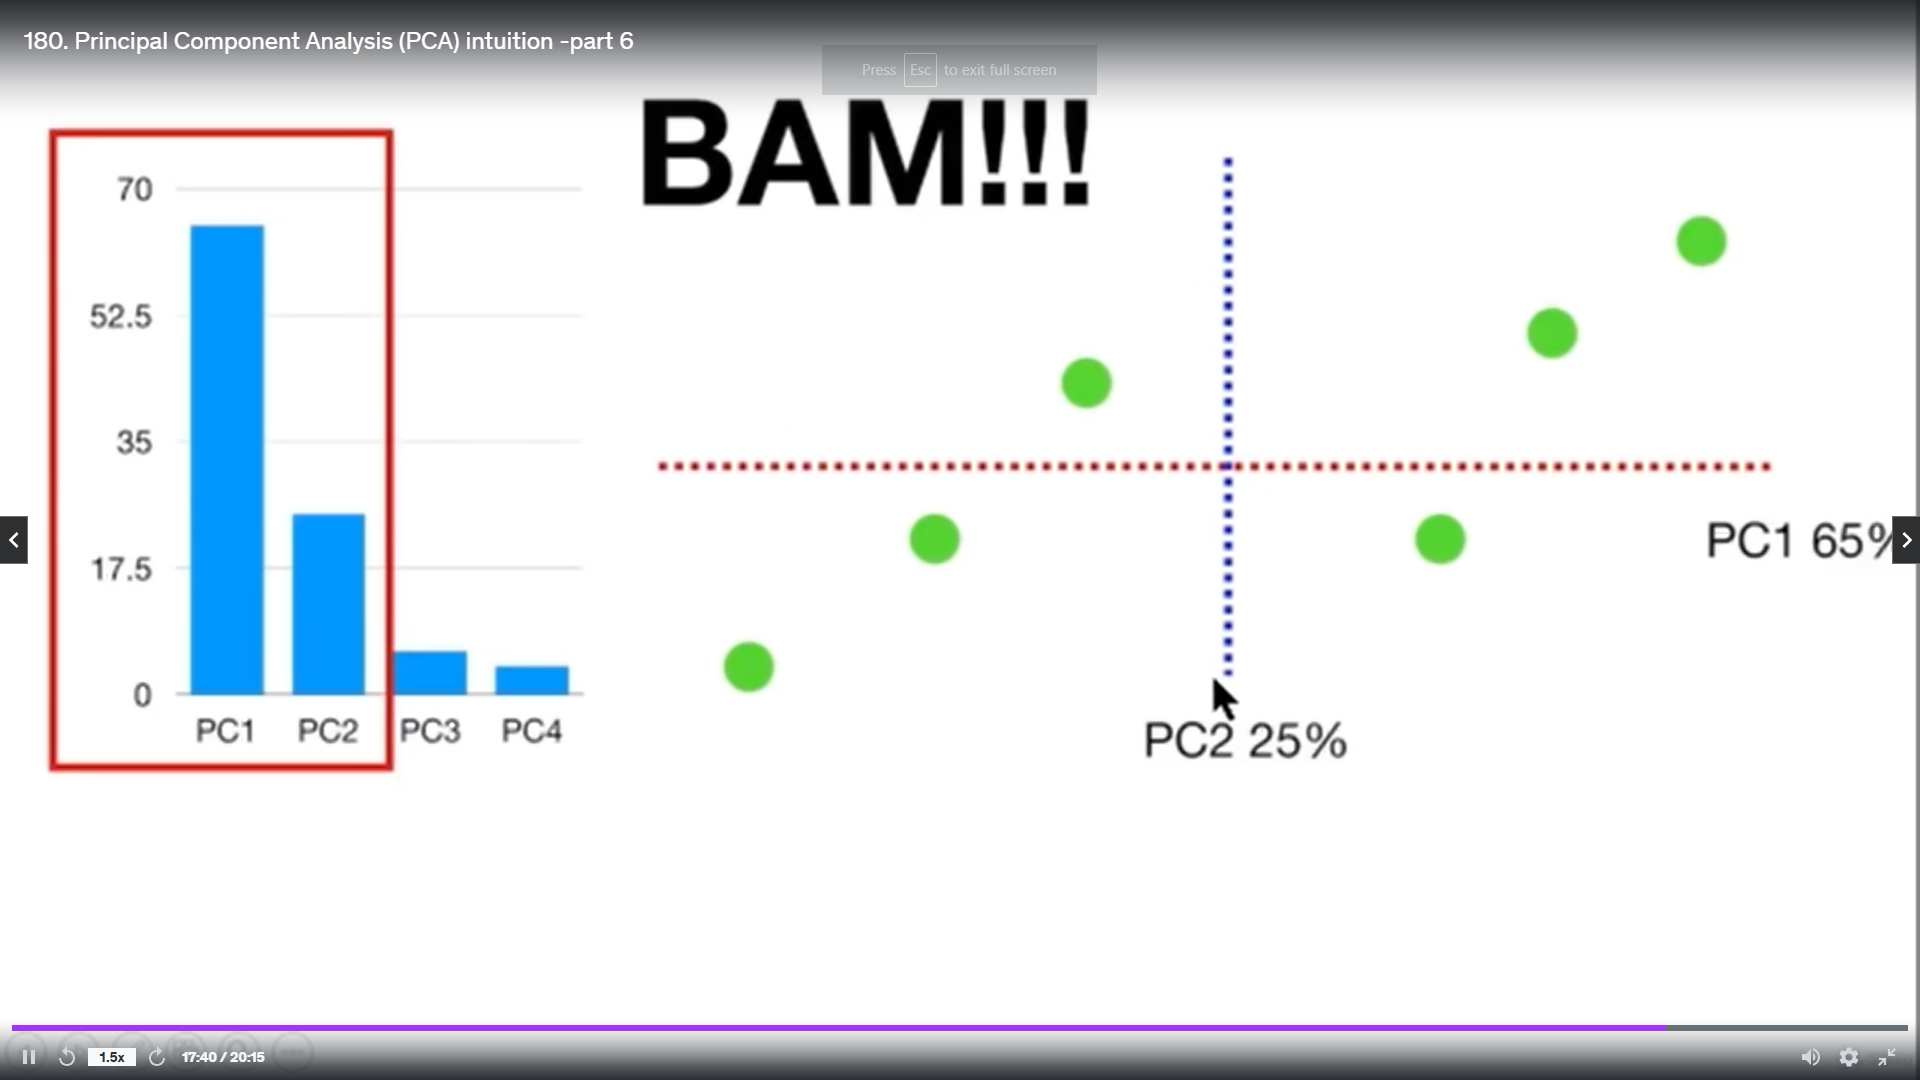 180. Principal Component Analysis (PCA) intuition -part 6
Press Esc to exit full screen
BAM!!!
70
52.5
35
17.5
0
PC1 PC2 PC3 PC4
PC1 65%
PC2 25%
1.5x 17:40 / 20:15